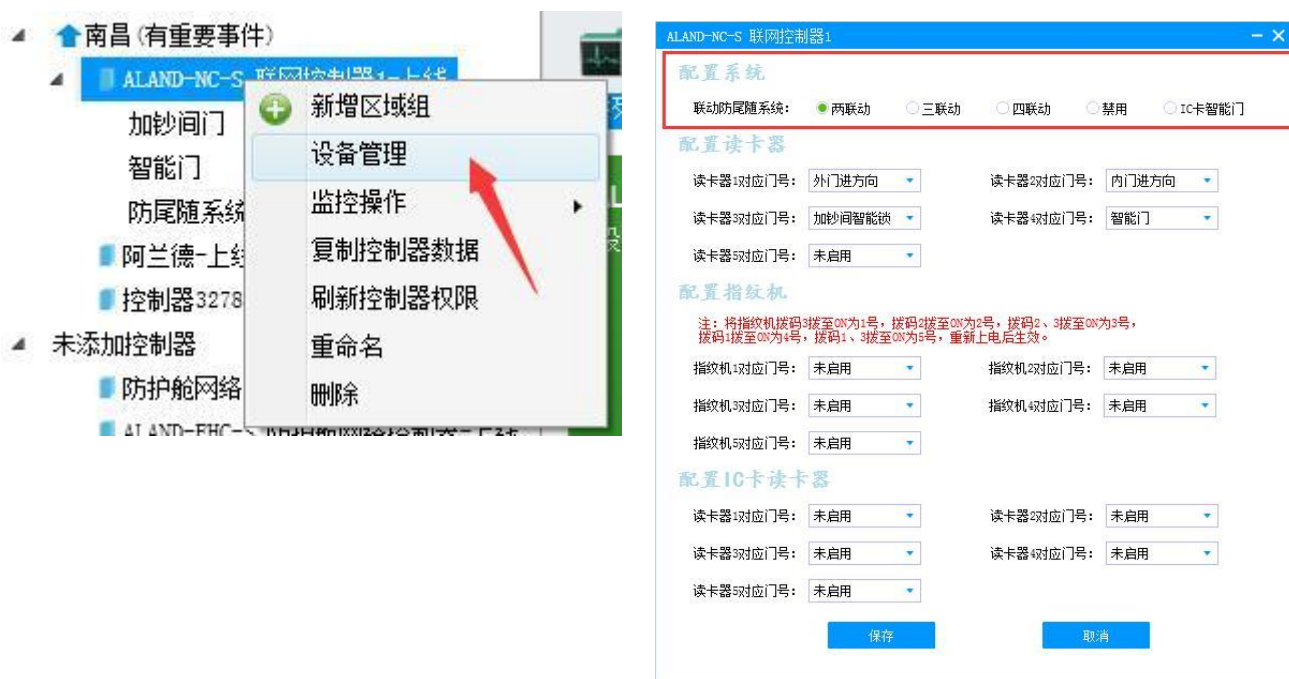 南昌(有重要事件)
ALAND-NC-S 联网控制器1-上线
加钞间门
智能门
防尾随系统
阿兰德-上线
控制器3278
未添加控制器
防护舱网络
新增区域组
设备管理
监控操作
复制控制器数据
刷新控制器权限
重命名
删除
ALAND-NC-S 联网控制器1
配置系统
联动防尾随系统: 两联动 三联动 四联动 禁用 IC卡智能门
配置读卡器
读卡器1对应门号: 外门进方向 读卡器2对应门号: 内门进方向
读卡器3对应门号: 加钞间智能锁 读卡器4对应门号: 智能门
读卡器5对应门号: 未启用
配置指纹机
注: 将指纹机拨码3拨至ON为1号, 拨码2拨至ON为2号, 拨码2、3拨至ON为3号,
拨码1拨至ON为4号, 拨码1、3拨至ON为5号, 重新上电后生效。
指纹机1对应门号: 未启用 指纹机2对应门号: 未启用
指纹机3对应门号: 未启用 指纹机4对应门号: 未启用
指纹机5对应门号: 未启用
配置IC卡读卡器
读卡器1对应门号: 未启用 读卡器2对应门号: 未启用
读卡器3对应门号: 未启用 读卡器4对应门号: 未启用
读卡器5对应门号: 未启用
保存 取消